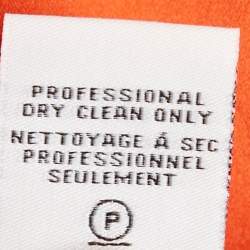 PROFESSIONAL
DRY CLEAN ONLY
NETTOYAGE Á SEC
PROFESSIONNEL
SEULEMENT
P